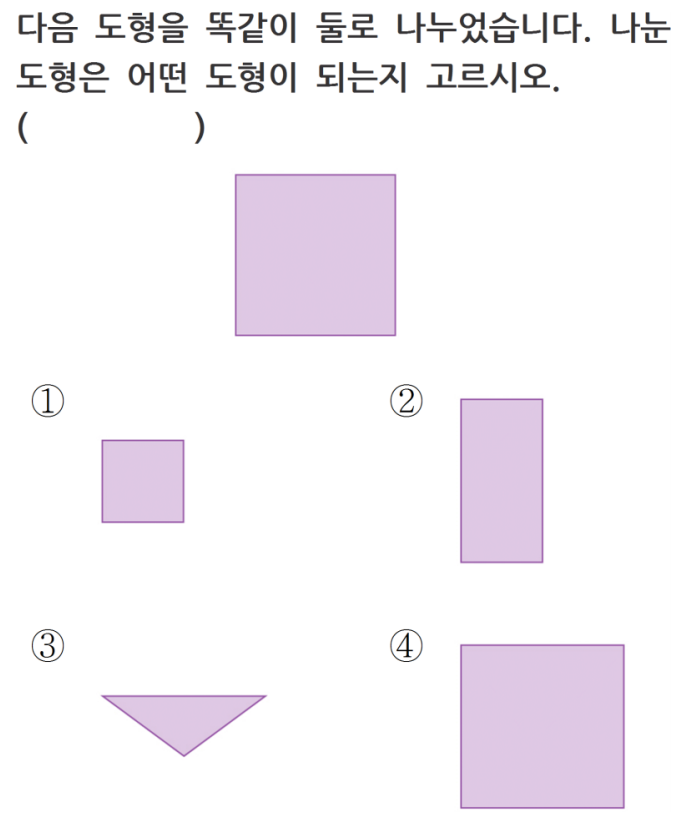 다음 도형을 똑같이 둘로 나누었습니다. 나눈
도형은 어떤 도형이 되는지 고르시오.
( )
① ②
③ ④